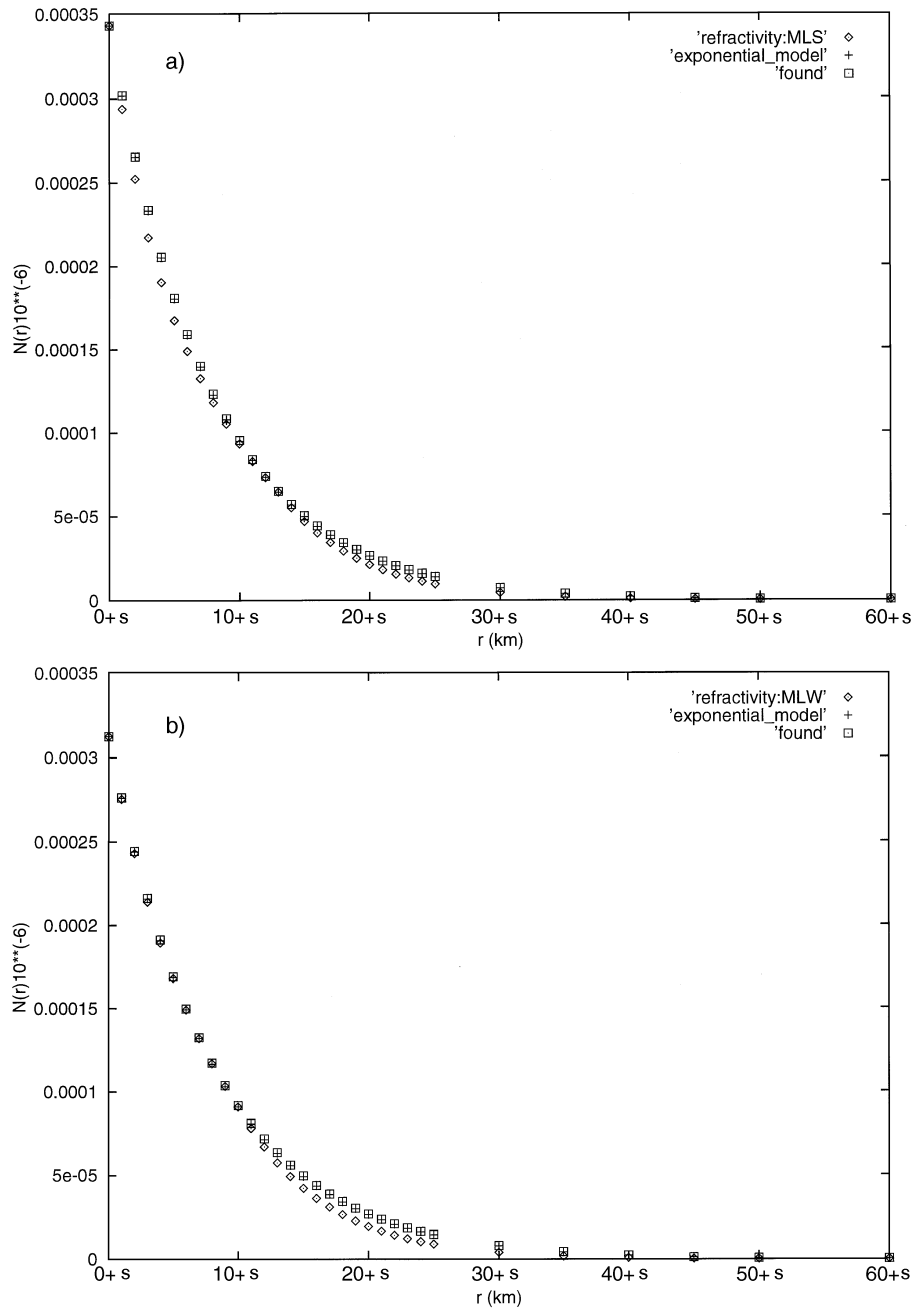 0.00035
'refractivity:MLS'
'exponential_model'
'found'
a)
0.0003
0.00025
0.0002
N(r)10**(-6)
0.00015
0.0001
5e-05
0
0+ s
10+ s
20+ s
30+ s
40+ s
50+ s
60+ s
r (km)
0.00035
'refractivity:MLW'
'exponential_model'
'found'
b)
0.0003
0.00025
0.0002
N(r)10**(-6)
0.00015
0.0001
5e-05
0
0+ s
10+ s
20+ s
30+ s
40+ s
50+ s
60+ s
r (km)